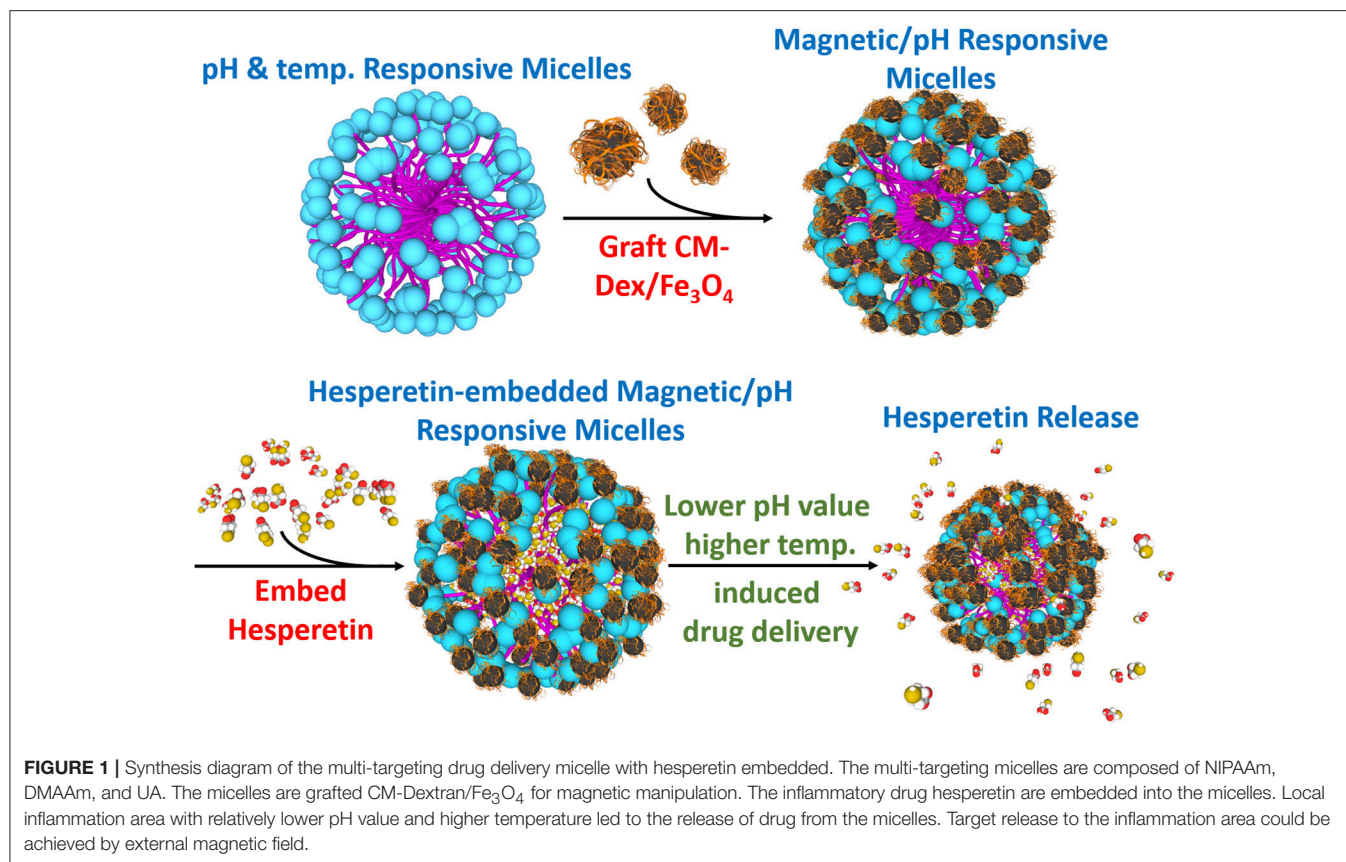 pH & temp. Responsive Micelles
Magnetic/pH Responsive
Micelles
Graft CM-
Dex/Fe₃O₄
Hesperetin-embedded Magnetic/pH
Responsive Micelles
Hesperetin Release
Embed
Hesperetin
Lower pH value
higher temp.
induced
drug delivery
FIGURE 1 | Synthesis diagram of the multi-targeting drug delivery micelle with hesperetin embedded. The multi-targeting micelles are composed of NIPAAm,
DMAAm, and UA. The micelles are grafted CM-Dextran/Fe₃O₄ for magnetic manipulation. The inflammatory drug hesperetin are embedded into the micelles. Local
inflammation area with relatively lower pH value and higher temperature led to the release of drug from the micelles. Target release to the inflammation area could be
achieved by external magnetic field.